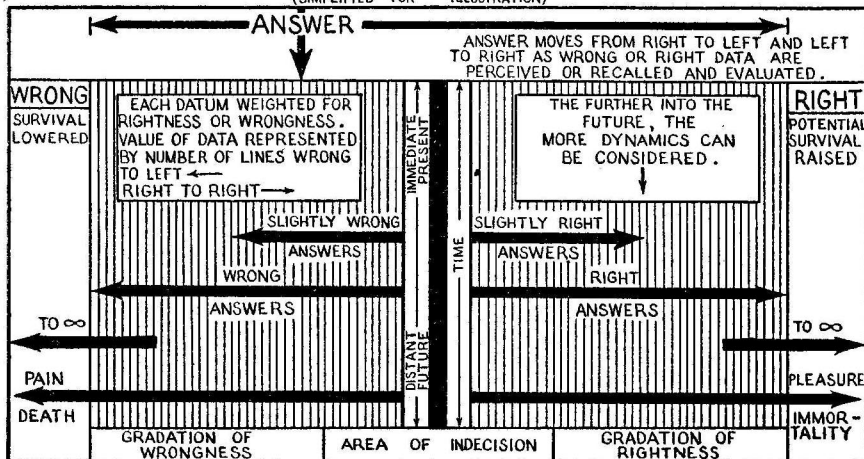 (SIMPLIFIED FOR ILLUSTRATION)
ANSWER
ANSWER MOVES FROM RIGHT TO LEFT AND LEFT
TO RIGHT AS WRONG OR RIGHT DATA ARE
PERCEIVED OR RECALLED AND EVALUATED.
WRONG
SURVIVAL
LOWERED
EACH DATUM WEIGHTED FOR
RIGHTNESS OR WRONGNESS.
VALUE OF DATA REPRESENTED
BY NUMBER OF LINES WRONG
TO LEFT ←
RIGHT TO RIGHT →
IMMEDIATE
PRESENT
THE FURTHER INTO THE
FUTURE, THE
MORE DYNAMICS CAN
BE CONSIDERED.
RIGHT
POTENTIAL
SURVIVAL
RAISED
SLIGHTLY WRONG
ANSWERS
TIME
SLIGHTLY RIGHT
ANSWERS
WRONG
ANSWERS
RIGHT
ANSWERS
TO ∞
DISTANT
FUTURE
TO ∞
PAIN
DEATH
PLEASURE
IMMOR-
TALITY
GRADATION OF
WRONGNESS
AREA OF INDECISION
GRADATION OF
RIGHTNESS